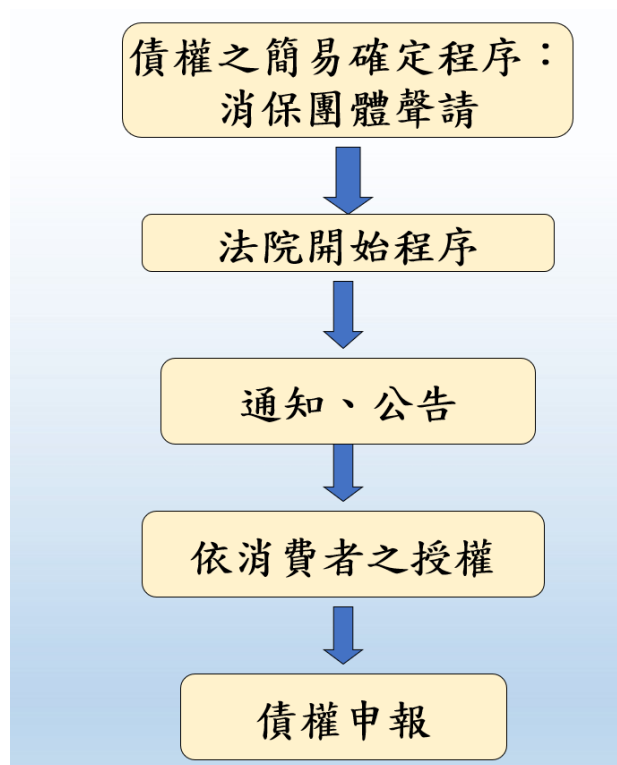 債權之簡易確定程序：
消保團體聲請
法院開始程序
通知、公告
依消費者之授權
債權申報